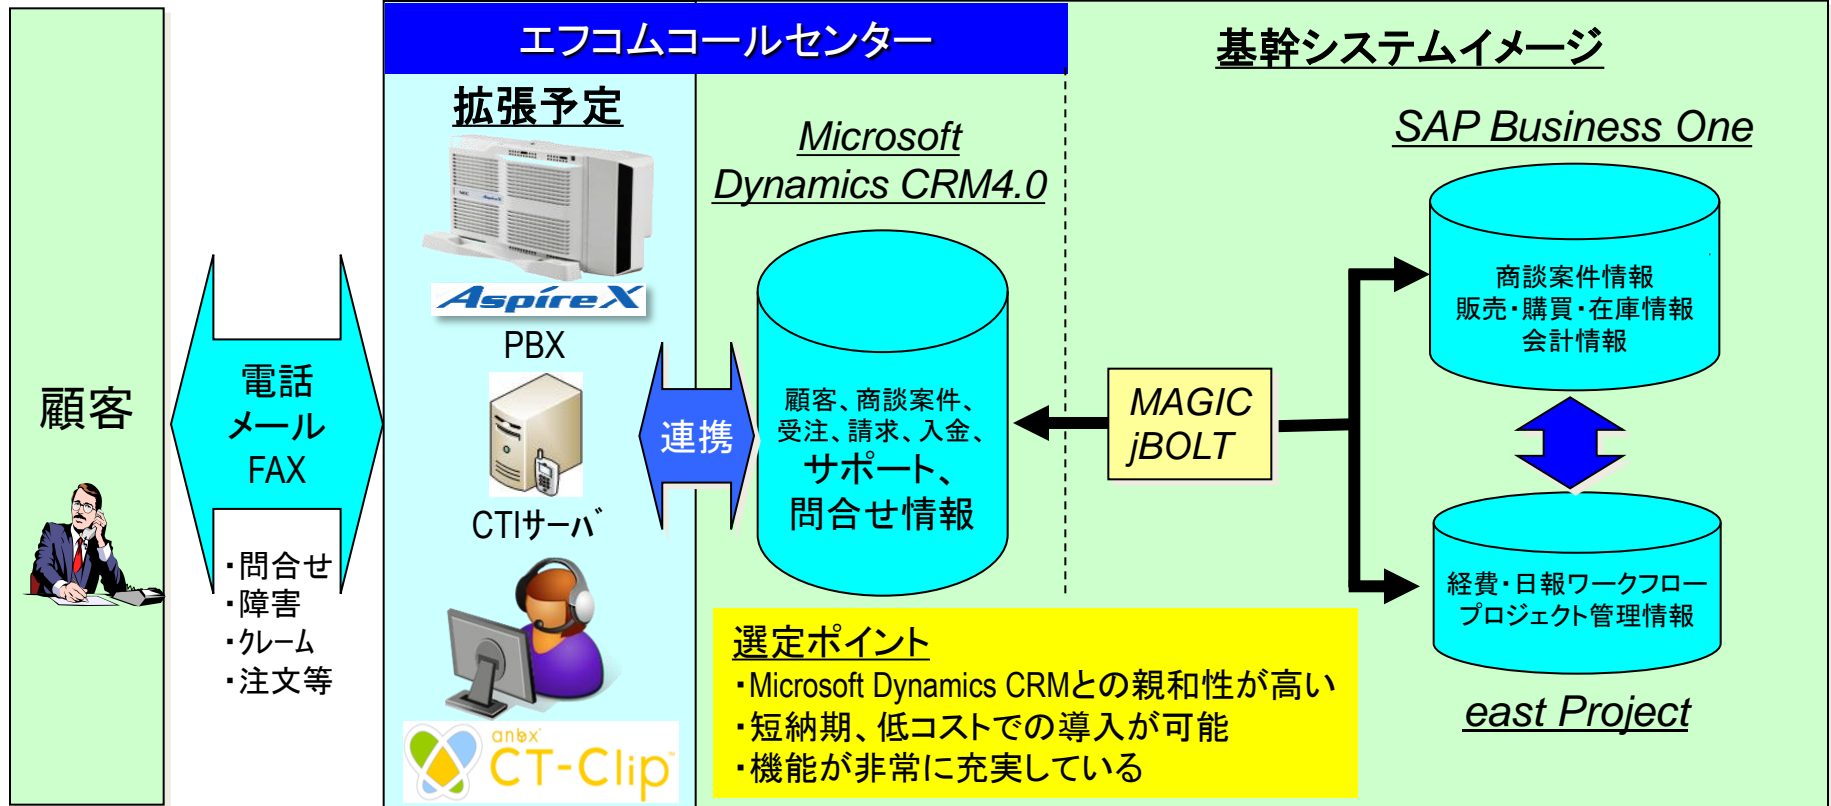 エフコムコールセンター
基幹システムイメージ
拡張予定
Microsoft
Dynamics CRM4.0
SAP Business One
AspireX
PBX
CTIサーバ
anbx
CT-Clip
顧客
電話
メール
FAX
・問合せ
・障害
・クレーム
・注文等
連携
顧客、商談案件、
受注、請求、入金、
サポート、
問合せ情報
MAGIC
jBOLT
商談案件情報
販売・購買・在庫情報
会計情報
経費・日報ワークフロー
プロジェクト管理情報
east Project
選定ポイント
・Microsoft Dynamics CRMとの親和性が高い
・短納期、低コストでの導入が可能
・機能が非常に充実している